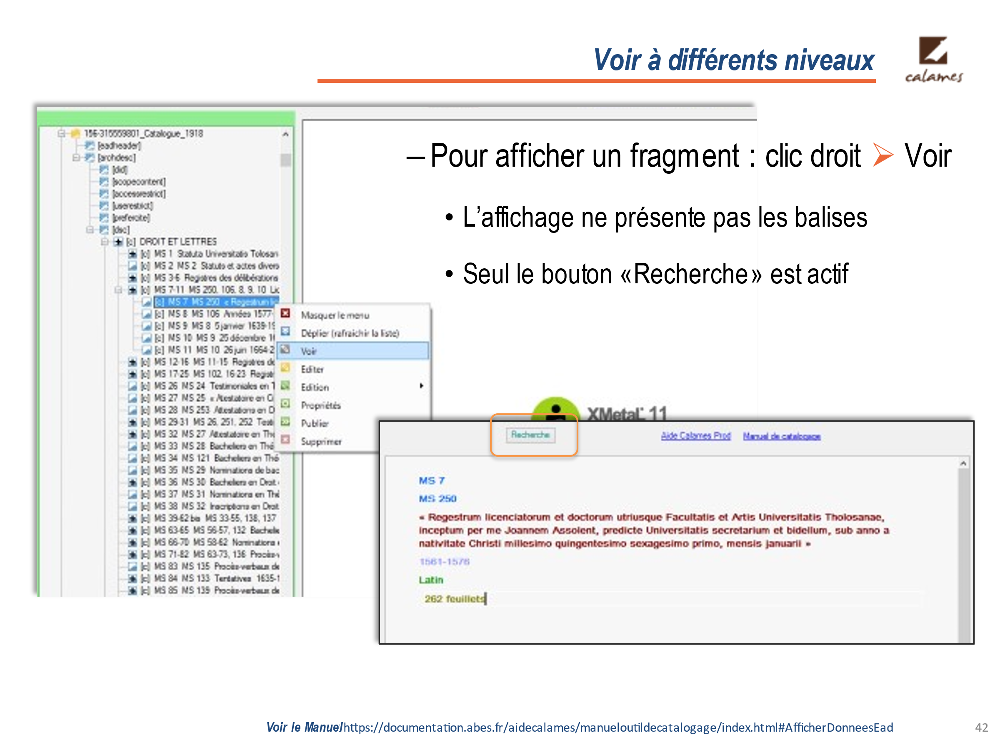 Voir à différents niveaux
calames
– Pour afficher un fragment : clic droit ➢ Voir
• L’affichage ne présente pas les balises
• Seul le bouton «Recherche» est actif
156-315559801_Catalogue_1918
[eadheader]
[archdesc]
[did]
[scopecontent]
[accessrestrict]
[userestrict]
[prefercite]
[dsc]
[c] DROIT ET LETTRES
[c] MS 1 Statuta Universitatis Tolosan
[c] MS 2 MS 2 Statuts et actes divers
[c] MS 3-6 Registres des délibérations
[c] MS 7-11 MS 250, 106, 8, 9, 10 Lic
[c] MS 7 MS 250 « Regestrum li
[c] MS 8 MS 106 Années 1577-
[c] MS 9 MS 8 5 janvier 1639-15
[c] MS 10 MS 9 25 décembre 16
[c] MS 11 MS 10 26 juin 1664-2
[c] MS 12-16 MS 11-15 Registres de
[c] MS 17-25 MS 102, 16-23 Registr
[c] MS 26 MS 24 Testimoniales en T
[c] MS 27 MS 25 « Attestatoire en
[c] MS 28 MS 253 Attestations en D
[c] MS 29-31 MS 26, 251, 252 Testi
[c] MS 32 MS 27 Attestatoire en Thé
[c] MS 33 MS 28 Bacheliers en Thé
[c] MS 34 MS 121 Bacheliers en Thé
[c] MS 35 MS 29 Nominations de bac
[c] MS 36 MS 30 Bacheliers en Droit
[c] MS 37 MS 31 Nominations en Thé
[c] MS 38 MS 32 Inscriptions en Droit
[c] MS 39-62 bis MS 33-55, 138, 137
[c] MS 63-65 MS 56-57, 132 Bachelie
[c] MS 66-70 MS 58-62 Nominations
[c] MS 71-82 MS 63-73, 136 Procès-v
[c] MS 83 MS 135 Procès-verbaux de
[c] MS 84 MS 133 Tentatives 1635-1
[c] MS 85 MS 139 Procès-verbaux de
Masquer le menu
Déplier (rafraichir la liste)
Voir
Editer
Edition
Propriétés
Publier
Supprimer
XMetaL 11
Recherche
Aide Calames Prod Manuel de catalogage
MS 7
MS 250
« Regestrum licenciatorum et doctorum utriusque Facultatis et Artis Universitatis Tholosanae,
inceptum per me Joannem Assolent, predicte Universitatis secretarium et bidellum, sub anno a
nativitate Christi millesimo quingentesimo sexagesimo primo, mensis januarii »
1561-1576
Latin
262 feuillets
Voir le Manuel: https://documentation.abes.fr/aidecalames/manueloutildecatalogage/index.html#AfficherDonneesEad
42